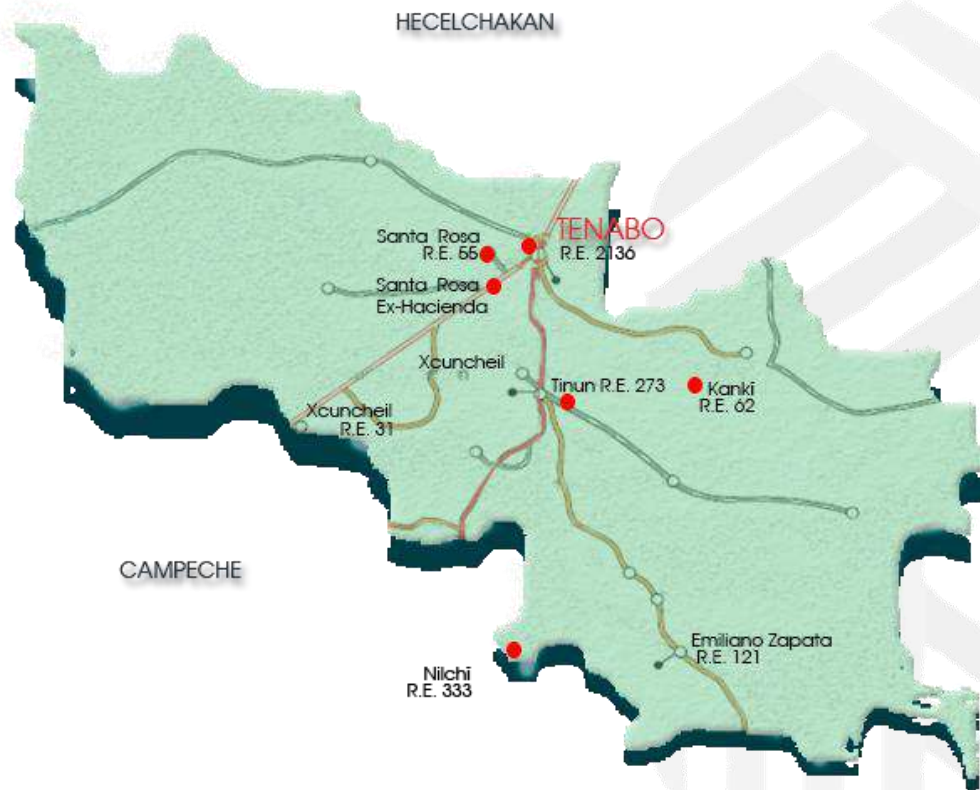 HECELCHAKAN
TENABO
R.E. 2136
Santa Rosa
R.E. 55
Santa Rosa
Ex-Hacienda
Xcuncheil
Tinun R.E. 273
Kankí
R.E. 62
Xcuncheil
R.E. 31
CAMPECHE
Emiliano Zapata
R.E. 121
Nilchí
R.E. 333